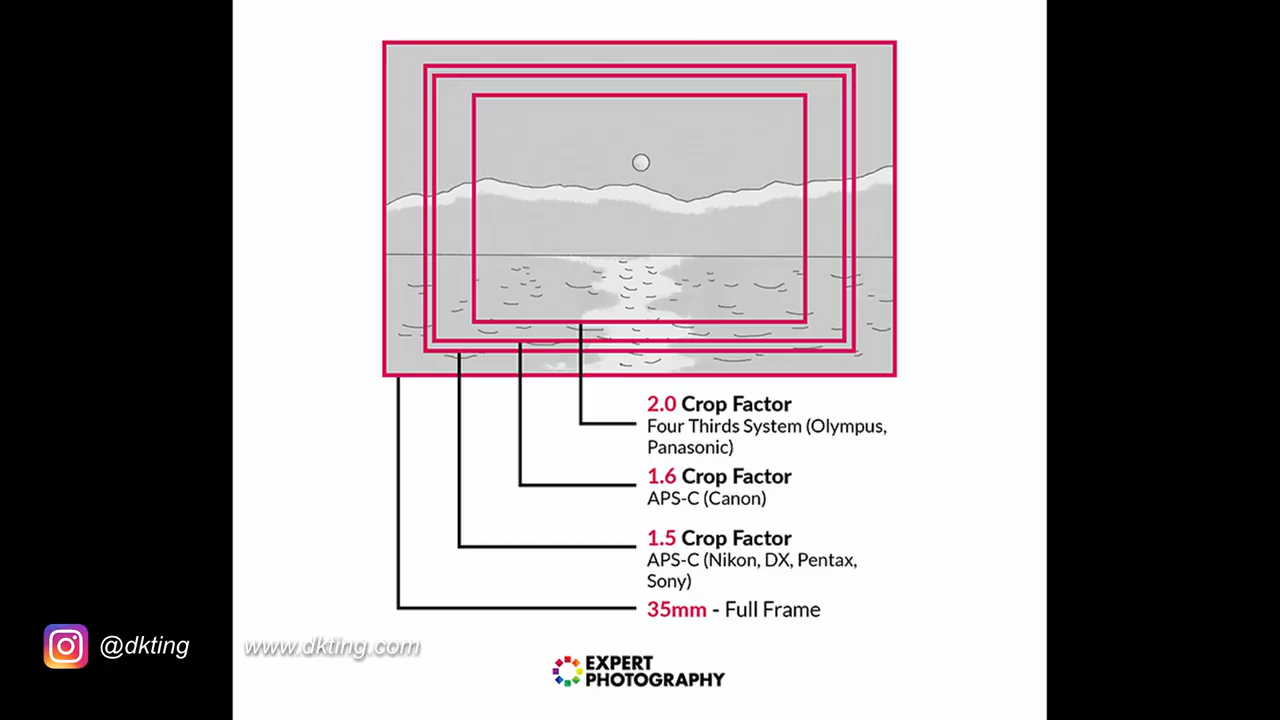 2.0 Crop Factor
Four Thirds System (Olympus,
Panasonic)
1.6 Crop Factor
APS-C (Canon)
1.5 Crop Factor
APS-C (Nikon, DX, Pentax,
Sony)
35mm - Full Frame
@dkting
www.dkting.com
EXPERT
PHOTOGRAPHY